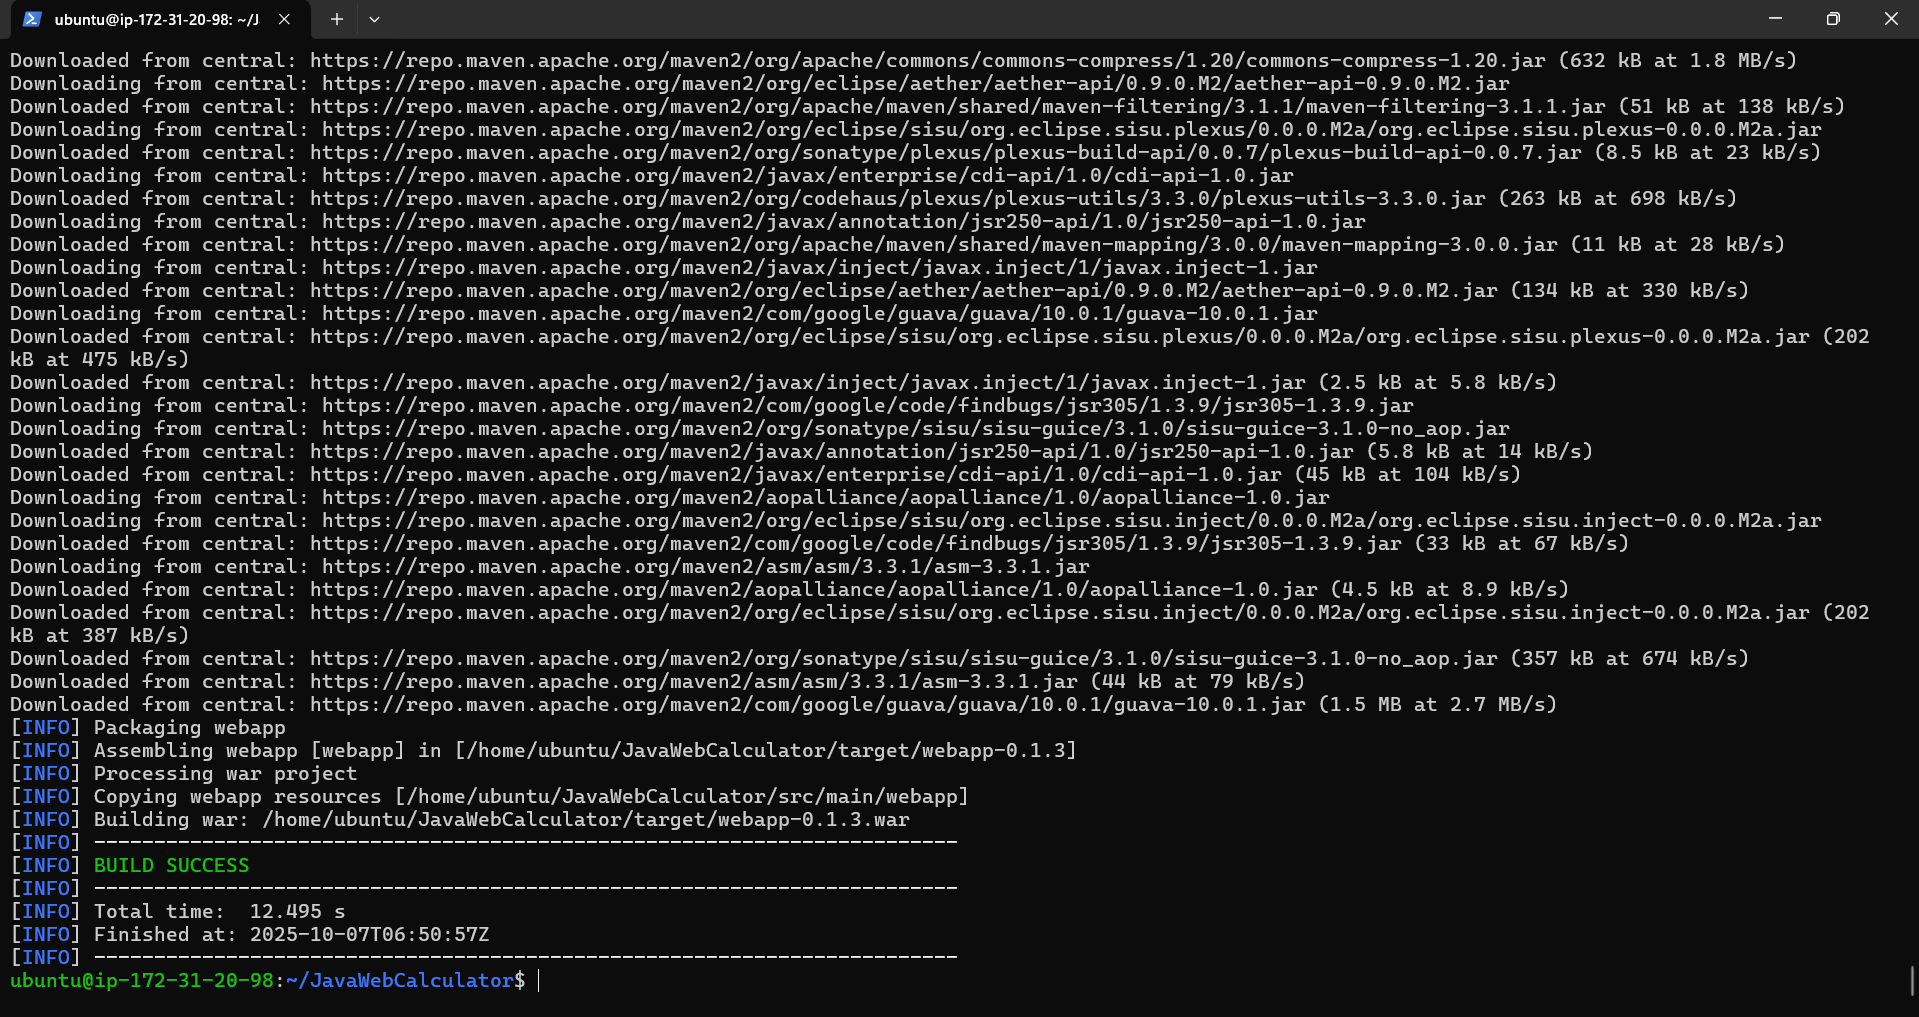 ubuntu@ip-172-31-20-98: ~/J
Downloaded from central: https://repo.maven.apache.org/maven2/org/apache/commons/commons-compress/1.20/commons-compress-1.20.jar (632 kB at 1.8 MB/s)
Downloading from central: https://repo.maven.apache.org/maven2/org/eclipse/aether/aether-api/0.9.0.M2/aether-api-0.9.0.M2.jar
Downloaded from central: https://repo.maven.apache.org/maven2/org/apache/maven/shared/maven-filtering/3.1.1/maven-filtering-3.1.1.jar (51 kB at 138 kB/s)
Downloading from central: https://repo.maven.apache.org/maven2/org/eclipse/sisu/org.eclipse.sisu.plexus/0.0.0.M2a/org.eclipse.sisu.plexus-0.0.0.M2a.jar
Downloaded from central: https://repo.maven.apache.org/maven2/org/sonatype/plexus/plexus-build-api/0.0.7/plexus-build-api-0.0.7.jar (8.5 kB at 23 kB/s)
Downloading from central: https://repo.maven.apache.org/maven2/javax/enterprise/cdi-api/1.0/cdi-api-1.0.jar
Downloaded from central: https://repo.maven.apache.org/maven2/org/codehaus/plexus/plexus-utils/3.3.0/plexus-utils-3.3.0.jar (263 kB at 698 kB/s)
Downloading from central: https://repo.maven.apache.org/maven2/javax/annotation/jsr250-api/1.0/jsr250-api-1.0.jar
Downloaded from central: https://repo.maven.apache.org/maven2/org/apache/maven/shared/maven-mapping/3.0.0/maven-mapping-3.0.0.jar (11 kB at 28 kB/s)
Downloading from central: https://repo.maven.apache.org/maven2/javax/inject/javax.inject/1/javax.inject-1.jar
Downloaded from central: https://repo.maven.apache.org/maven2/org/eclipse/aether/aether-api/0.9.0.M2/aether-api-0.9.0.M2.jar (134 kB at 330 kB/s)
Downloading from central: https://repo.maven.apache.org/maven2/com/google/guava/guava/10.0.1/guava-10.0.1.jar
Downloaded from central: https://repo.maven.apache.org/maven2/org/eclipse/sisu/org.eclipse.sisu.plexus/0.0.0.M2a/org.eclipse.sisu.plexus-0.0.0.M2a.jar (202
kB at 475 kB/s)
Downloaded from central: https://repo.maven.apache.org/maven2/javax/inject/javax.inject/1/javax.inject-1.jar (2.5 kB at 5.8 kB/s)
Downloading from central: https://repo.maven.apache.org/maven2/com/google/code/findbugs/jsr305/1.3.9/jsr305-1.3.9.jar
Downloading from central: https://repo.maven.apache.org/maven2/org/sonatype/sisu/sisu-guice/3.1.0/sisu-guice-3.1.0-no_aop.jar
Downloaded from central: https://repo.maven.apache.org/maven2/javax/annotation/jsr250-api/1.0/jsr250-api-1.0.jar (5.8 kB at 14 kB/s)
Downloaded from central: https://repo.maven.apache.org/maven2/javax/enterprise/cdi-api/1.0/cdi-api-1.0.jar (45 kB at 104 kB/s)
Downloading from central: https://repo.maven.apache.org/maven2/aopalliance/aopalliance/1.0/aopalliance-1.0.jar
Downloading from central: https://repo.maven.apache.org/maven2/org/eclipse/sisu/org.eclipse.sisu.inject/0.0.0.M2a/org.eclipse.sisu.inject-0.0.0.M2a.jar
Downloaded from central: https://repo.maven.apache.org/maven2/com/google/code/findbugs/jsr305/1.3.9/jsr305-1.3.9.jar (33 kB at 67 kB/s)
Downloading from central: https://repo.maven.apache.org/maven2/asm/asm/3.3.1/asm-3.3.1.jar
Downloaded from central: https://repo.maven.apache.org/maven2/aopalliance/aopalliance/1.0/aopalliance-1.0.jar (4.5 kB at 8.9 kB/s)
Downloaded from central: https://repo.maven.apache.org/maven2/org/eclipse/sisu/org.eclipse.sisu.inject/0.0.0.M2a/org.eclipse.sisu.inject-0.0.0.M2a.jar (202
kB at 387 kB/s)
Downloaded from central: https://repo.maven.apache.org/maven2/org/sonatype/sisu/sisu-guice/3.1.0/sisu-guice-3.1.0-no_aop.jar (357 kB at 674 kB/s)
Downloaded from central: https://repo.maven.apache.org/maven2/asm/asm/3.3.1/asm-3.3.1.jar (44 kB at 79 kB/s)
Downloaded from central: https://repo.maven.apache.org/maven2/com/google/guava/guava/10.0.1/guava-10.0.1.jar (1.5 MB at 2.7 MB/s)
[INFO] Packaging webapp
[INFO] Assembling webapp [webapp] in [/home/ubuntu/JavaWebCalculator/target/webapp-0.1.3]
[INFO] Processing war project
[INFO] Copying webapp resources [/home/ubuntu/JavaWebCalculator/src/main/webapp]
[INFO] Building war: /home/ubuntu/JavaWebCalculator/target/webapp-0.1.3.war
[INFO] ------------------------------------------------------------------------
[INFO] BUILD SUCCESS
[INFO] ------------------------------------------------------------------------
[INFO] Total time:  12.495 s
[INFO] Finished at: 2025-10-07T06:50:57Z
[INFO] ------------------------------------------------------------------------
ubuntu@ip-172-31-20-98:~/JavaWebCalculator$